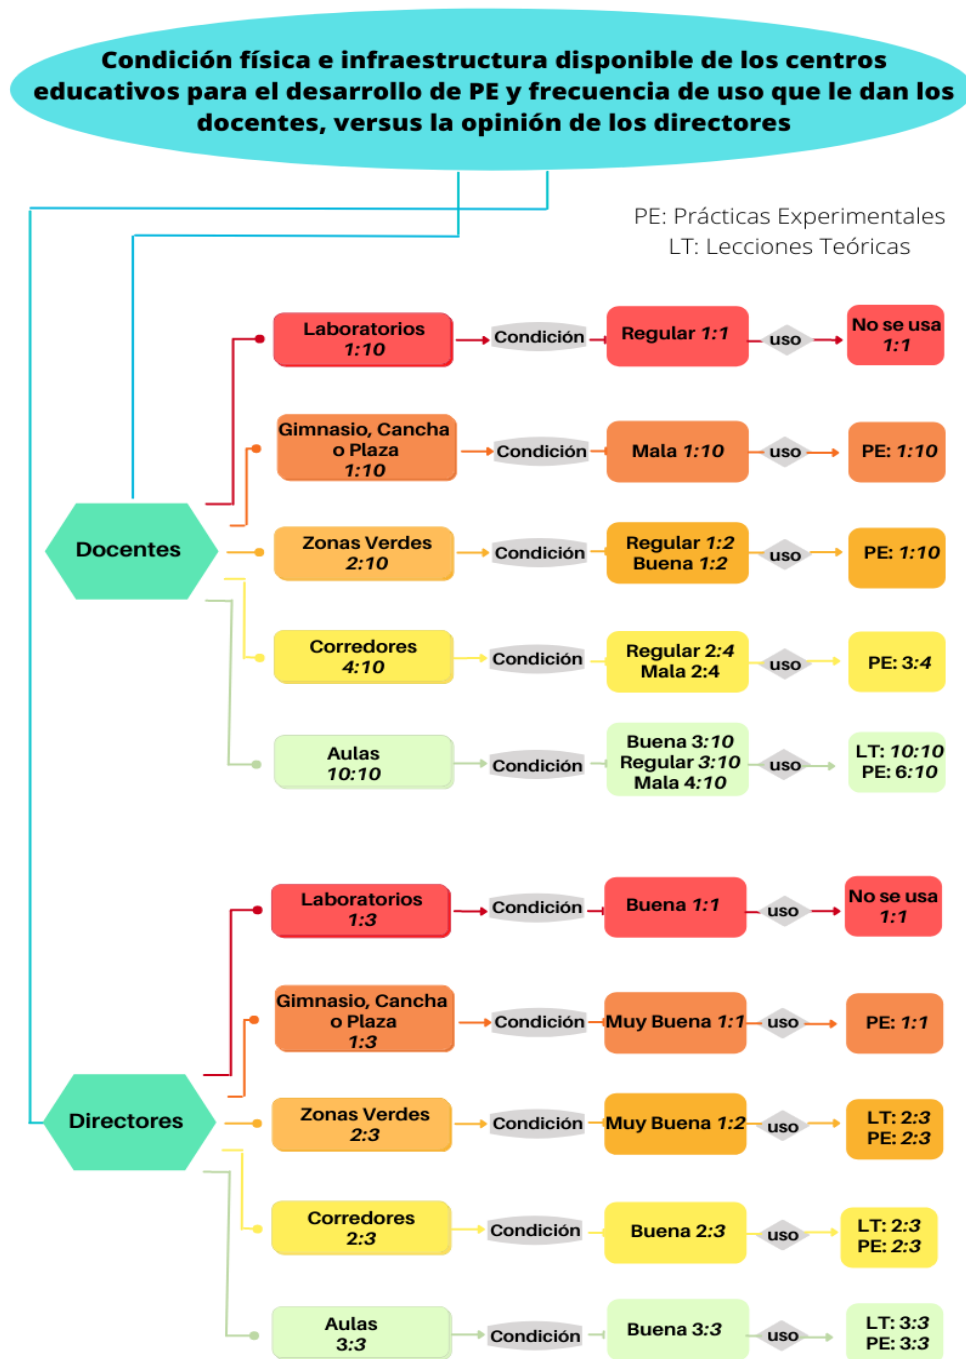 Condición física e infraestructura disponible de los centros
educativos para el desarrollo de PE y frecuencia de uso que le dan los
docentes, versus la opinión de los directores
PE: Prácticas Experimentales
LT: Lecciones Teóricas
Docentes
Laboratorios
1:10
Condición
Regular 1:1
uso
No se usa
1:1
Gimnasio, Cancha
o Plaza
1:10
Condición
Mala 1:10
uso
PE: 1:10
Zonas Verdes
2:10
Condición
Regular 1:2
Buena 1:2
uso
PE: 1:10
Corredores
4:10
Condición
Regular 2:4
Mala 2:4
uso
PE: 3:4
Aulas
10:10
Condición
Buena 3:10
Regular 3:10
Mala 4:10
uso
LT: 10:10
PE: 6:10
Directores
Laboratorios
1:3
Condición
Buena 1:1
uso
No se usa
1:1
Gimnasio, Cancha
o Plaza
1:3
Condición
Muy Buena 1:1
uso
PE: 1:1
Zonas Verdes
2:3
Condición
Muy Buena 1:2
uso
LT: 2:3
PE: 2:3
Corredores
2:3
Condición
Buena 2:3
uso
LT: 2:3
PE: 2:3
Aulas
3:3
Condición
Buena 3:3
uso
LT: 3:3
PE: 3:3